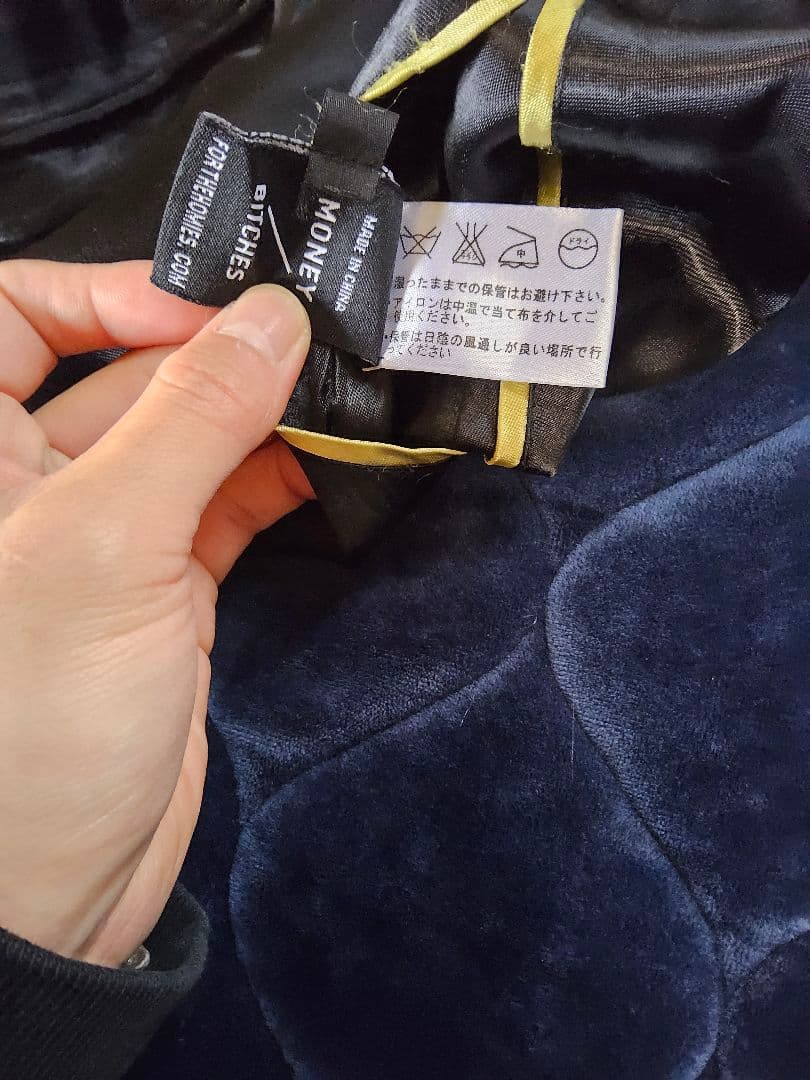 FORTHEHOMIES.COM
BITCHES
MONEY
MADE IN CHINA
中
ドライ
湿ったままでの保管はお避け下さい。
・アイロンは中温で当て布を介してご
使用ください。
・保管は日陰の風通しが良い場所で行
ってください